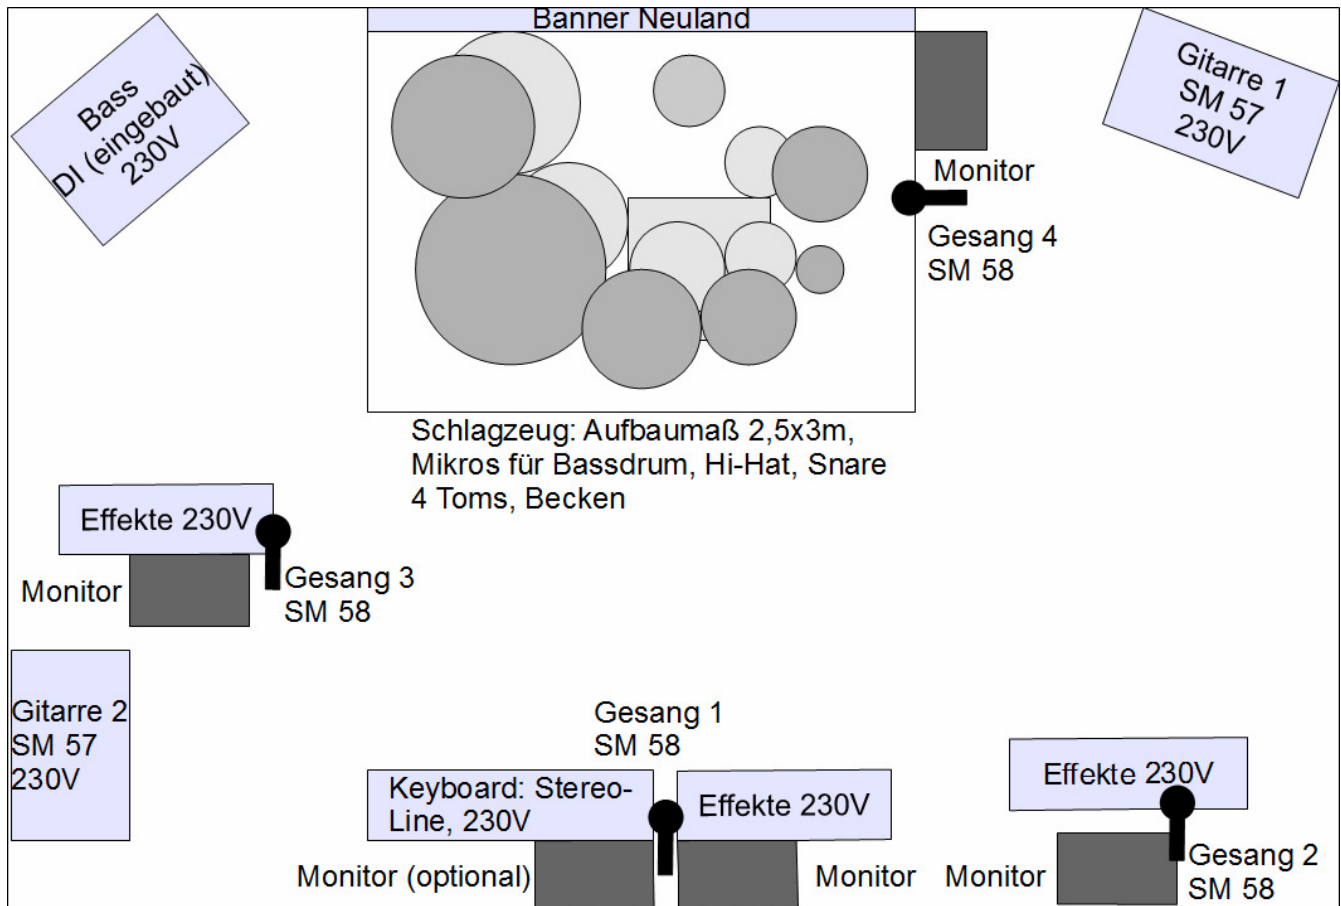 Banner Neuland
Bass
DI (eingebaut)
230V
Gitarre 1
SM 57
230V
Monitor
Gesang 4
SM 58
Schlagzeug: Aufbaumaß 2,5x3m,
Mikros für Bassdrum, Hi-Hat, Snare
4 Toms, Becken
Effekte 230V
Monitor
Gesang 3
SM 58
Gitarre 2
SM 57
230V
Gesang 1
SM 58
Keyboard: Stereo-
Line, 230V
Effekte 230V
Monitor (optional)
Monitor
Effekte 230V
Monitor
Gesang 2
SM 58